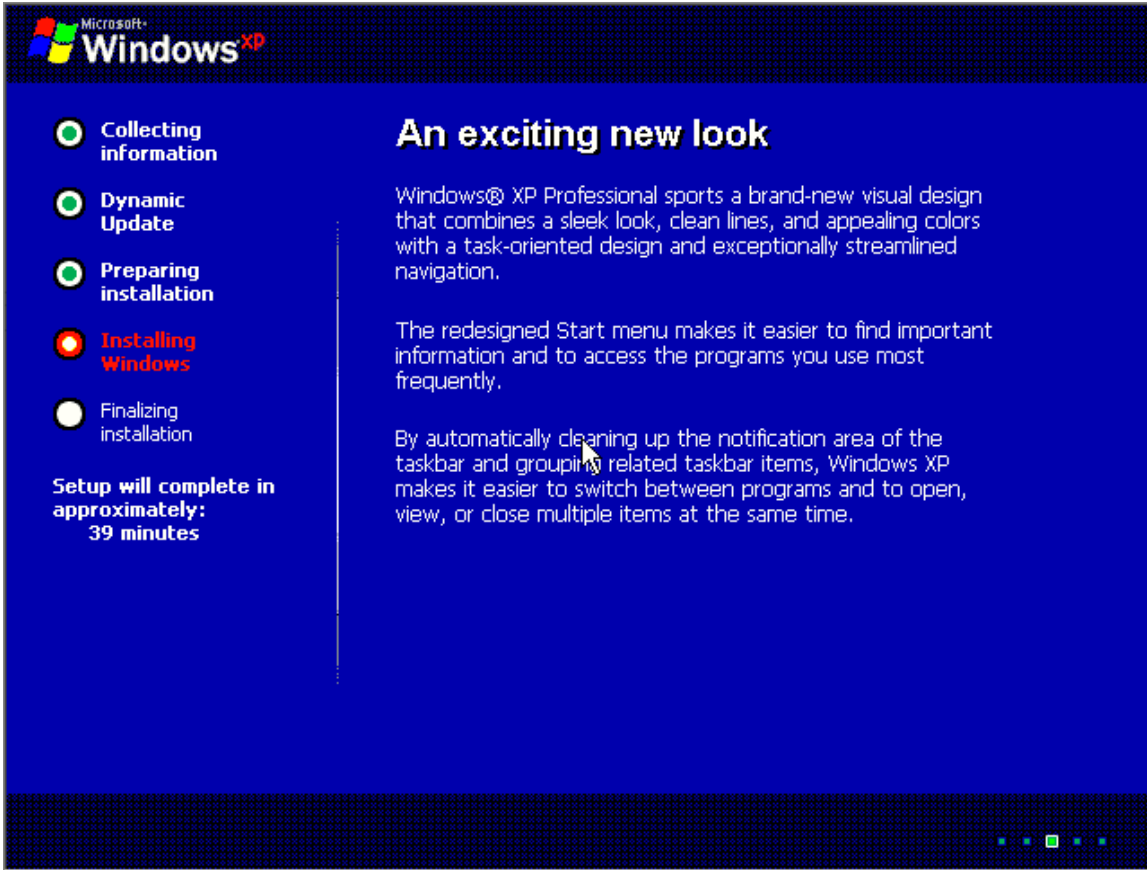 Microsoft
Windows xp
Collecting
information
Dynamic
Update
Preparing
installation
Installing
Windows
Finalizing
installation
Setup will complete in
approximately:
39 minutes
An exciting new look
Windows® XP Professional sports a brand-new visual design
that combines a sleek look, clean lines, and appealing colors
with a task-oriented design and exceptionally streamlined
navigation.
The redesigned Start menu makes it easier to find important
information and to access the programs you use most
frequently.
By automatically cleaning up the notification area of the
taskbar and grouping related taskbar items, Windows XP
makes it easier to switch between programs and to open,
view, or close multiple items at the same time.